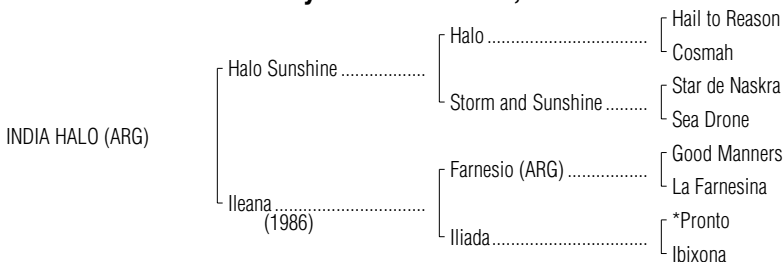 Hail to Reason
Halo ......................................
Cosmah
Halo Sunshine ..................
Star de Naskra
Storm and Sunshine .........
Sea Drone
INDIA HALO (ARG)
Good Manners
Farnesio (ARG) ..................
La Farnesina
Ileana ..................................
(1986)
*Pronto
Iliada.....................................
Ibixona